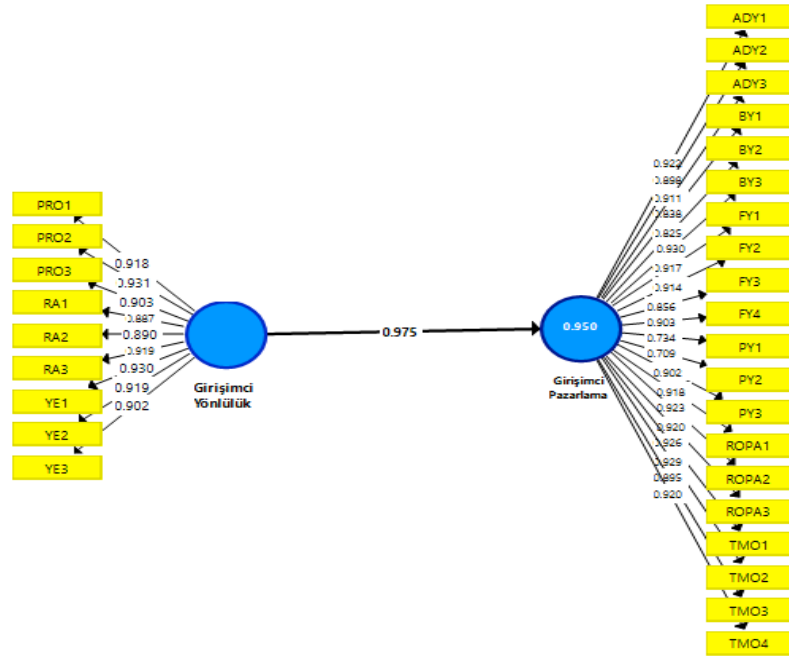 PRO1
PRO2
PRO3
RA1
RA2
RA3
YE1
YE2
YE3
0.918
0.931
0.903
0.887
0.890
0.919
0.930
0.919
0.902
Girişimci
Yönlülük
0.975
0.950
Girişimci
Pazarlama
0.922
0.898
0.911
0.838
0.825
0.930
0.917
0.914
0.856
0.903
0.734
0.709
0.902
0.918
0.923
0.920
0.926
0.929
0.895
0.920
ADY1
ADY2
ADY3
BY1
BY2
BY3
FY1
FY2
FY3
FY4
PY1
PY2
PY3
ROPA1
ROPA2
ROPA3
TMO1
TMO2
TMO3
TMO4